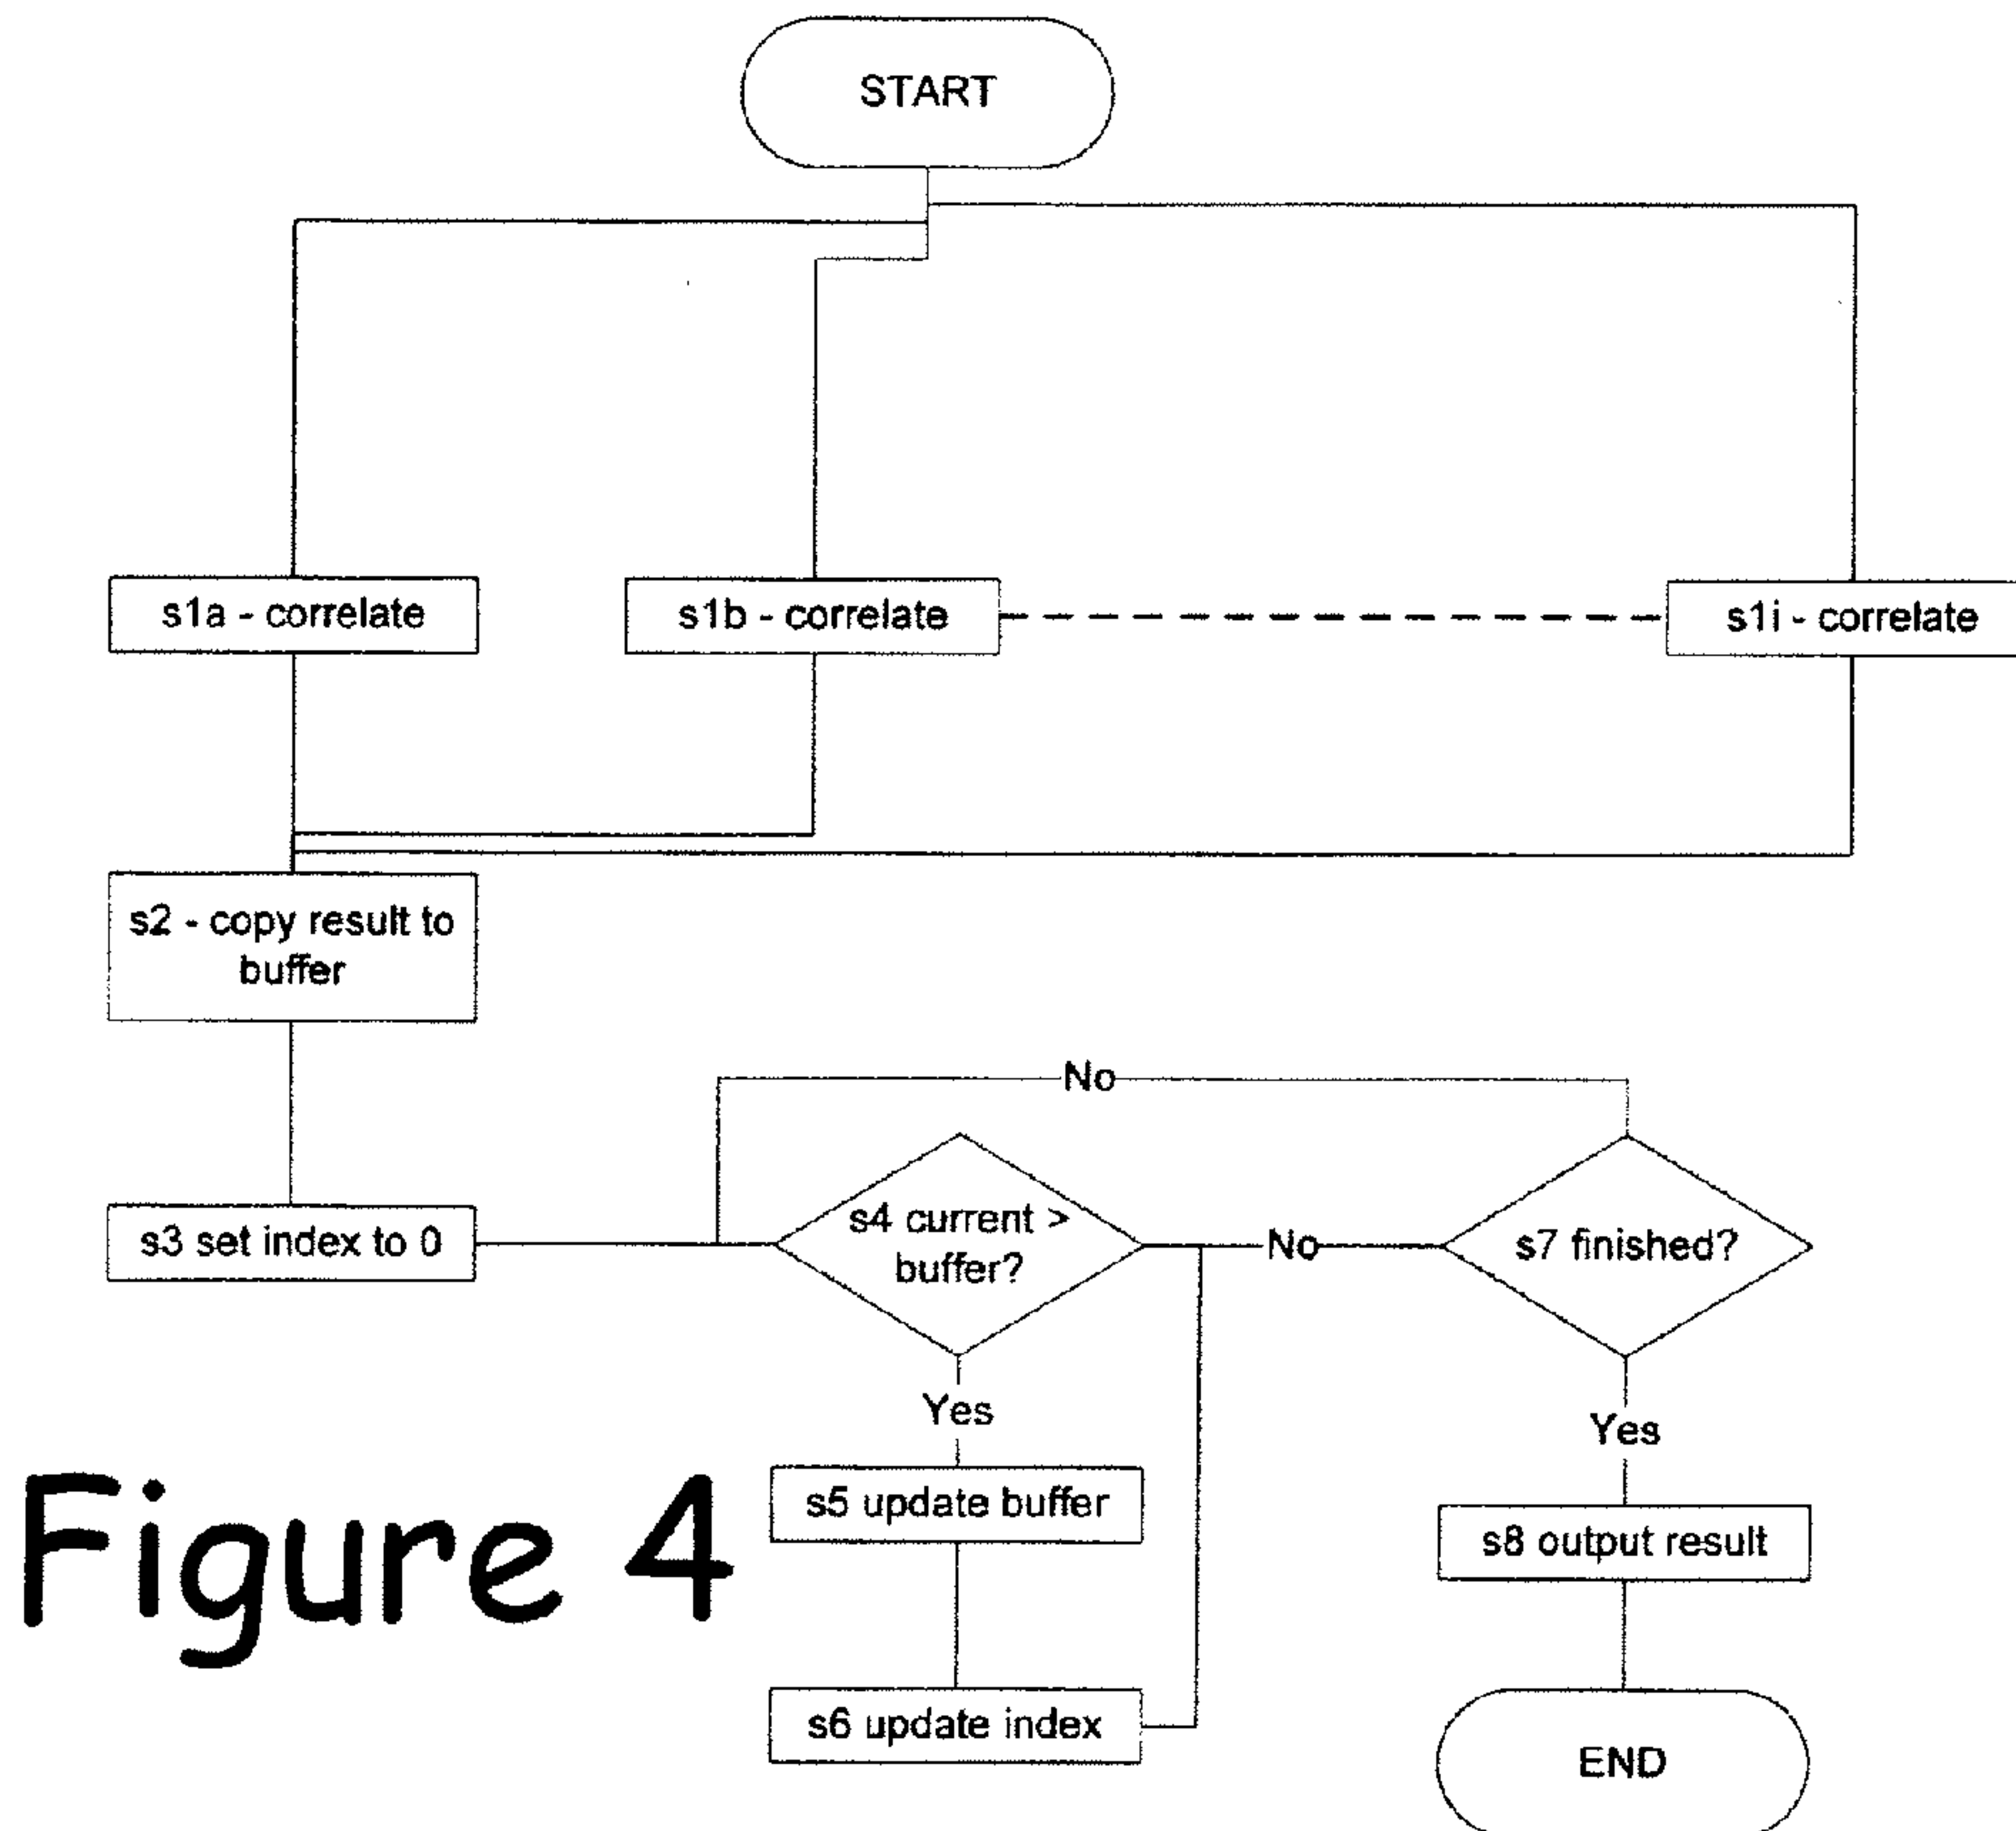 START
s1a - correlate
s1b - correlate
s1i - correlate
s2 - copy result to
buffer
No
s3 set index to 0
s4 current >
buffer?
No
s7 finished?
Yes
Yes
s5 update buffer
s8 output result
s6 update index
END
Figure 4